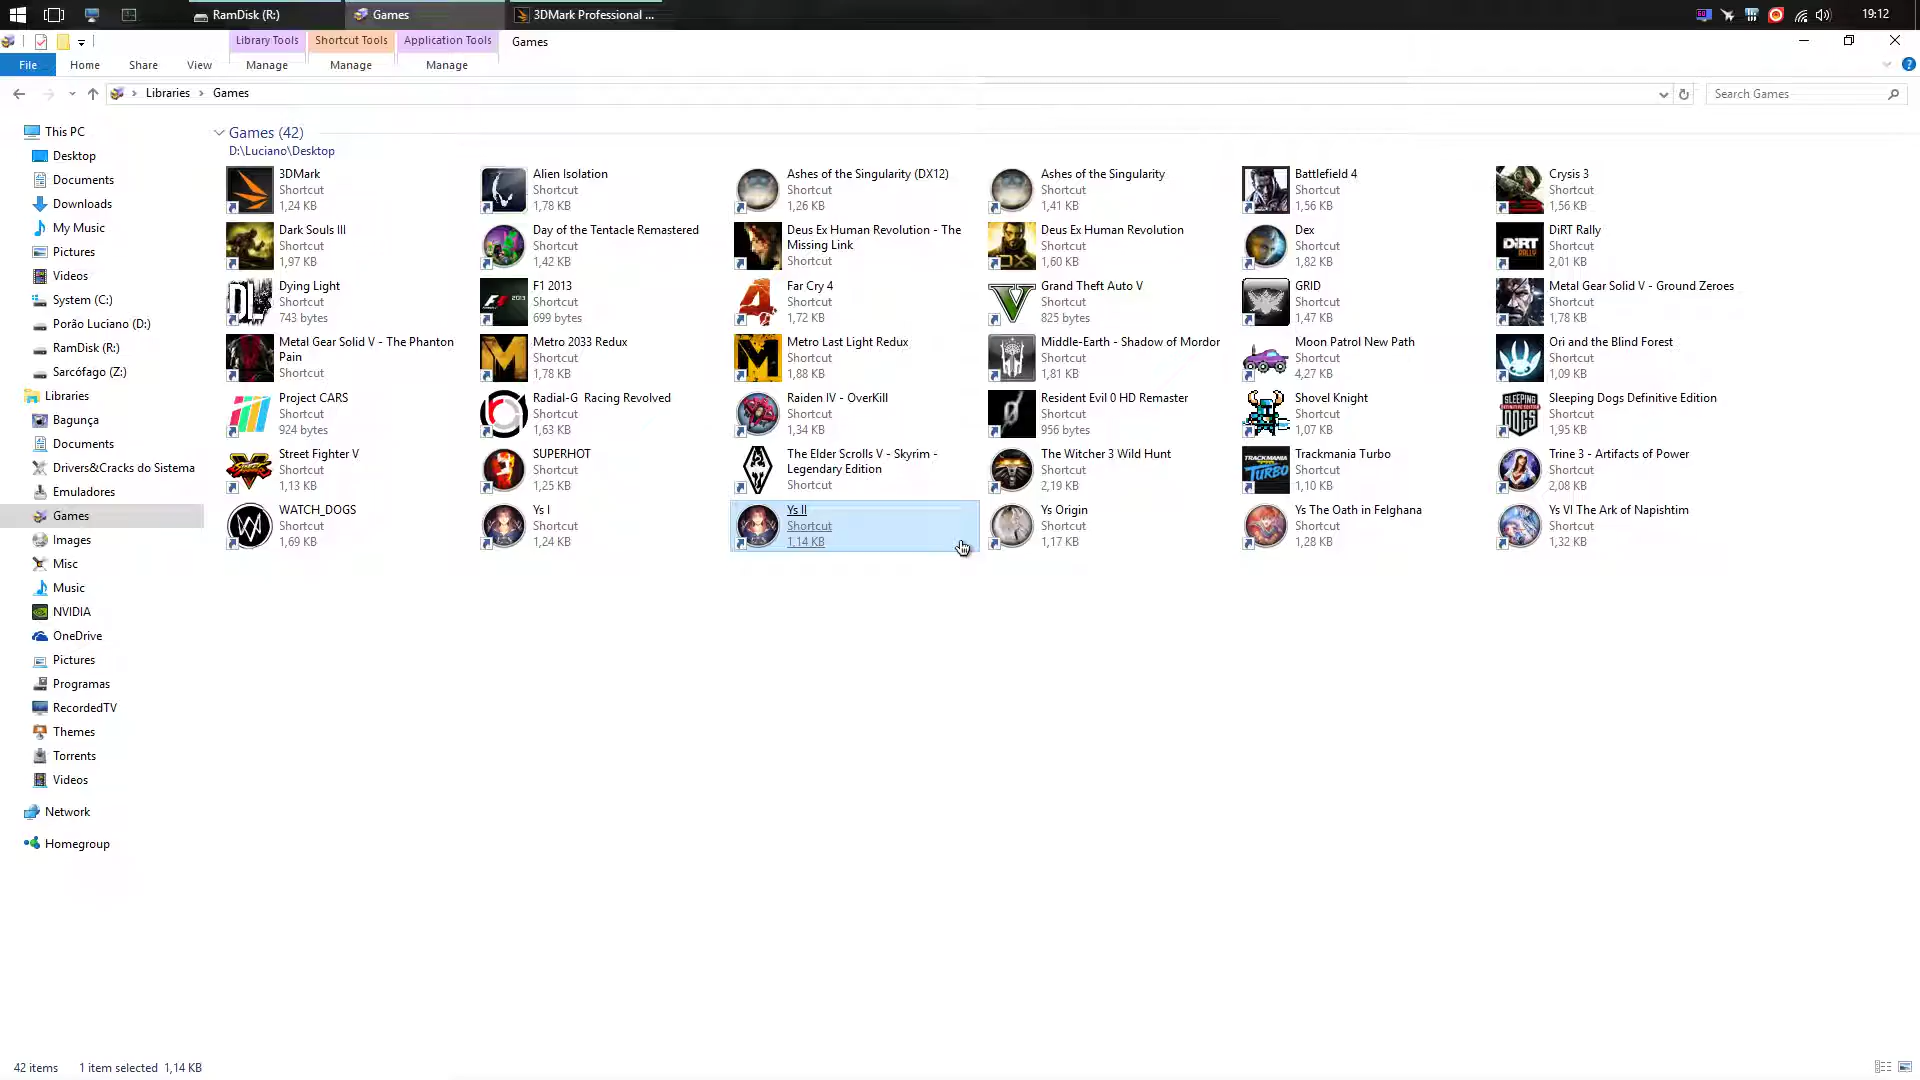 RamDisk (R:)
Games
3DMark Professional ...
19:12
Library Tools
Shortcut Tools
Application Tools
Games
File
Home
Share
View
Manage
Manage
Manage
Libraries
Games
Search Games
This PC
Desktop
Documents
Downloads
My Music
Pictures
Videos
System (C:)
Porão Luciano (D:)
RamDisk (R:)
Sarcófago (Z:)
Libraries
Bagunça
Documents
Drivers&Cracks do Sistema
Emuladores
Games
Images
Misc
Music
NVIDIA
OneDrive
Pictures
Programas
RecordedTV
Themes
Torrents
Videos
Network
Homegroup
Games (42)
D:\Luciano\Desktop
3DMark
Shortcut
1,24 KB
Alien Isolation
Shortcut
1,78 KB
Ashes of the Singularity (DX12)
Shortcut
1,26 KB
Ashes of the Singularity
Shortcut
1,41 KB
Battlefield 4
Shortcut
1,56 KB
Crysis 3
Shortcut
1,56 KB
Dark Souls III
Shortcut
1,97 KB
Day of the Tentacle Remastered
Shortcut
1,42 KB
Deus Ex Human Revolution - The
Missing Link
Shortcut
Deus Ex Human Revolution
Shortcut
1,60 KB
Dex
Shortcut
1,82 KB
DiRT Rally
Shortcut
2,01 KB
Dying Light
Shortcut
743 bytes
F1 2013
Shortcut
699 bytes
Far Cry 4
Shortcut
1,72 KB
Grand Theft Auto V
Shortcut
825 bytes
GRID
Shortcut
1,47 KB
Metal Gear Solid V - Ground Zeroes
Shortcut
1,78 KB
Metal Gear Solid V - The Phanton
Pain
Shortcut
Metro 2033 Redux
Shortcut
1,78 KB
Metro Last Light Redux
Shortcut
1,88 KB
Middle-Earth - Shadow of Mordor
Shortcut
1,81 KB
Moon Patrol New Path
Shortcut
4,27 KB
Ori and the Blind Forest
Shortcut
1,09 KB
Project CARS
Shortcut
924 bytes
Radial-G Racing Revolved
Shortcut
1,63 KB
Raiden IV - OverKill
Shortcut
1,34 KB
Resident Evil 0 HD Remaster
Shortcut
956 bytes
Shovel Knight
Shortcut
1,07 KB
Sleeping Dogs Definitive Edition
Shortcut
1,95 KB
Street Fighter V
Shortcut
1,13 KB
SUPERHOT
Shortcut
1,25 KB
The Elder Scrolls V - Skyrim -
Legendary Edition
Shortcut
The Witcher 3 Wild Hunt
Shortcut
2,19 KB
Trackmania Turbo
Shortcut
1,10 KB
Trine 3 - Artifacts of Power
Shortcut
2,08 KB
WATCH_DOGS
Shortcut
1,69 KB
Ys I
Shortcut
1,24 KB
Ys II
Shortcut
1,14 KB
Ys Origin
Shortcut
1,17 KB
Ys The Oath in Felghana
Shortcut
1,28 KB
Ys VI The Ark of Napishtim
Shortcut
1,32 KB
42 items
1 item selected 1,14 KB